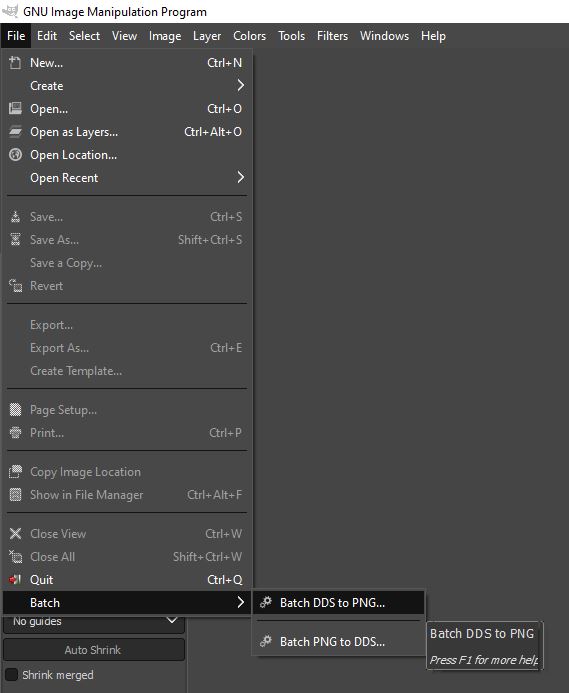 GNU Image Manipulation Program
File Edit Select View Image Layer Colors Tools Filters Windows Help
New... Ctrl+N
Create
Open... Ctrl+O
Open as Layers... Ctrl+Alt+O
Open Location...
Open Recent
Save... Ctrl+S
Save As... Shift+Ctrl+S
Save a Copy...
Revert
Export...
Export As... Ctrl+E
Create Template...
Page Setup...
Print... Ctrl+P
Copy Image Location
Show in File Manager Ctrl+Alt+F
Close View Ctrl+W
Close All Shift+Ctrl+W
Quit Ctrl+Q
Batch Batch DDS to PNG...
No guides
Batch PNG to DDS... Batch DDS to PNG
Auto Shrink
Press F1 for more help
Shrink merged